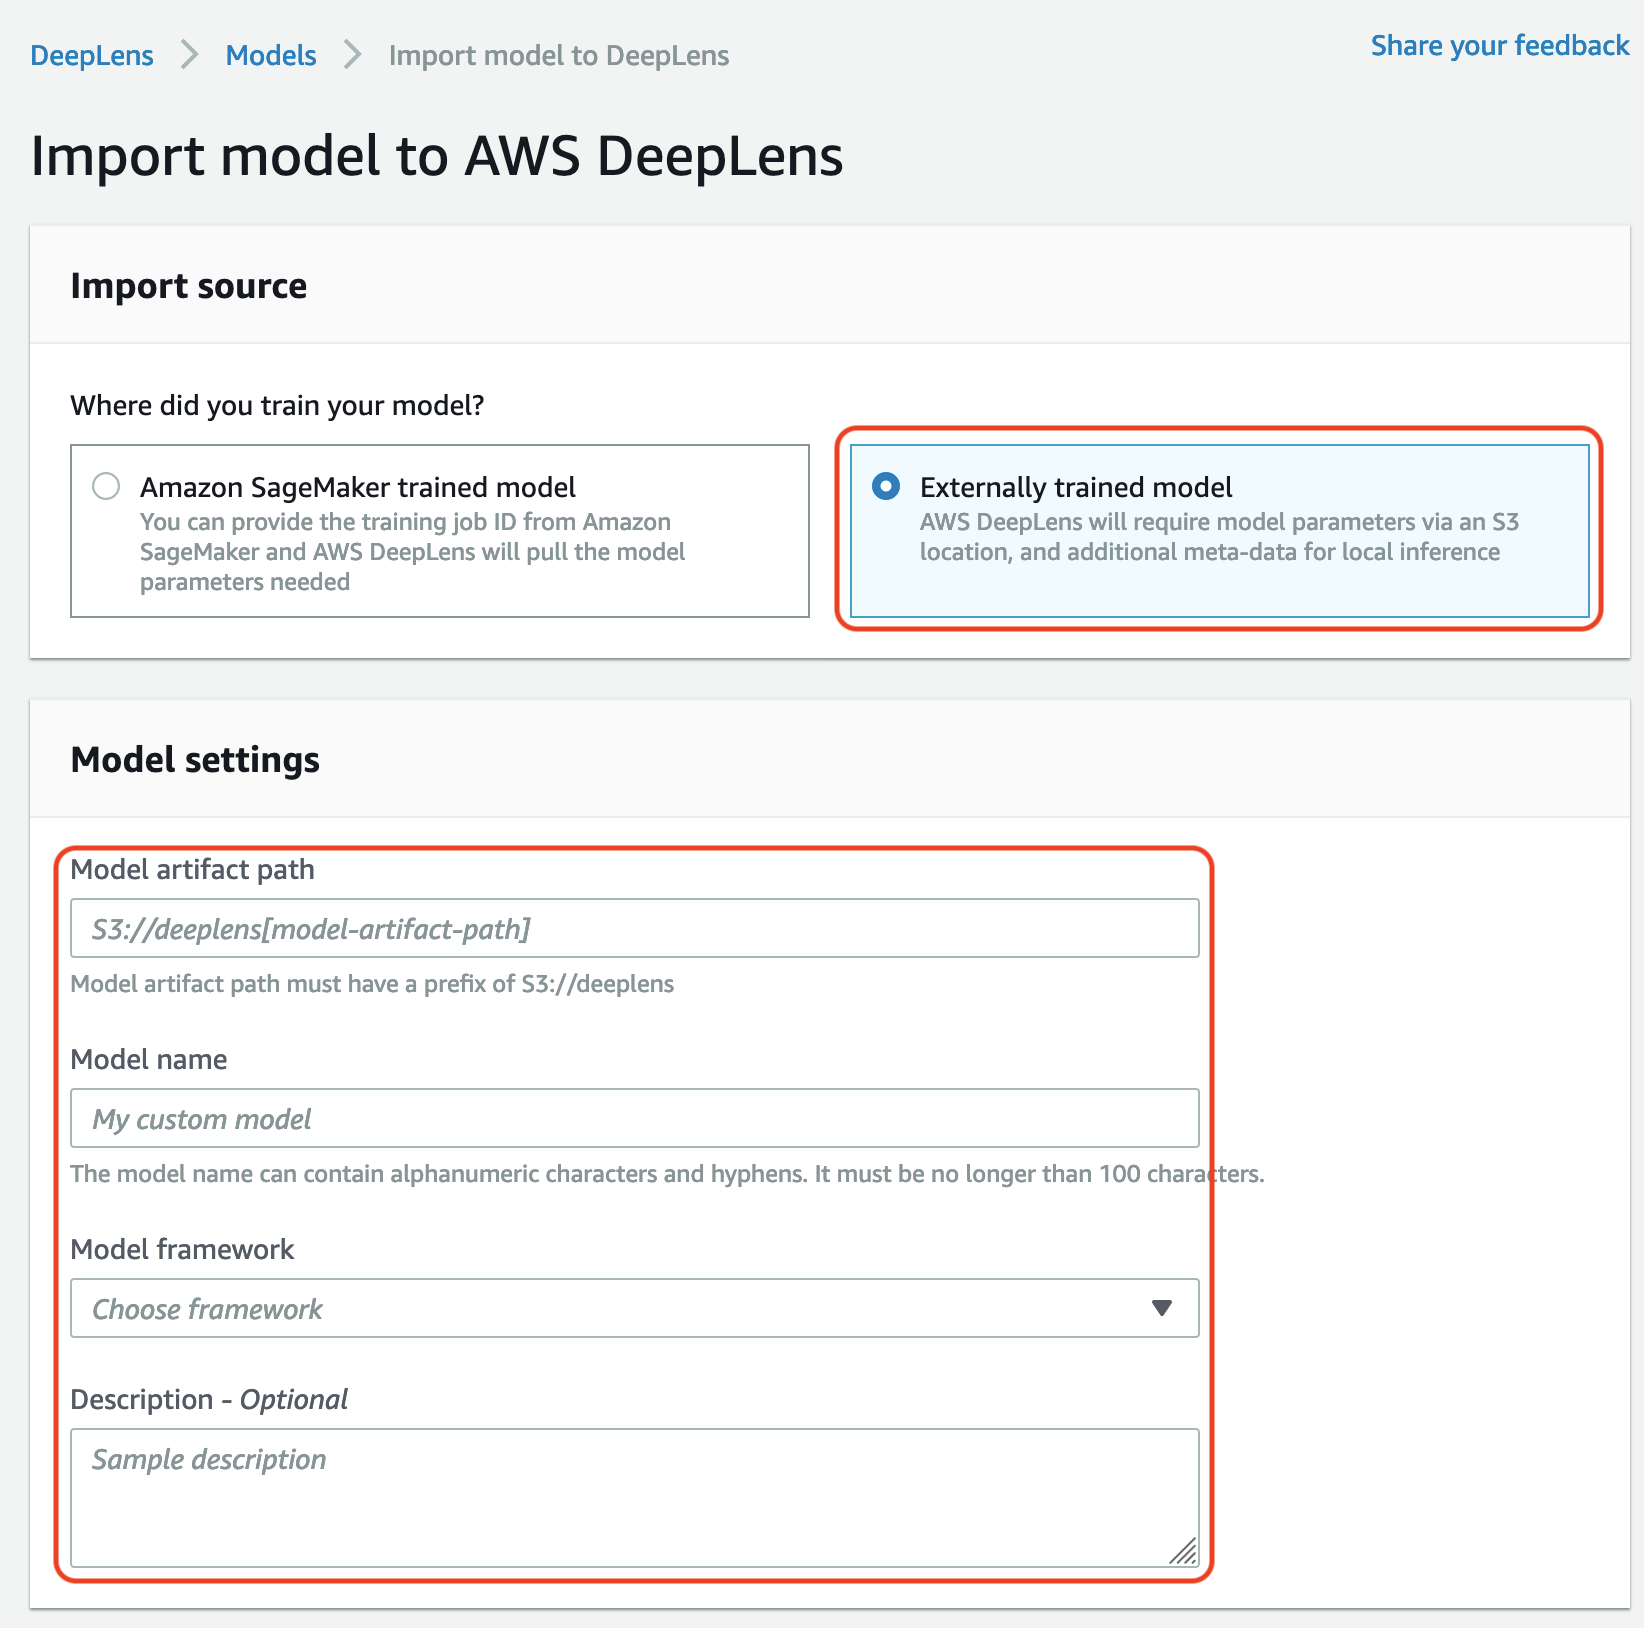 DeepLens > Models > Import model to DeepLens
Share your feedback
Import model to AWS DeepLens
Import source
Where did you train your model?
Amazon SageMaker trained model
You can provide the training job ID from Amazon
SageMaker and AWS DeepLens will pull the model
parameters needed
Externally trained model
AWS DeepLens will require model parameters via an S3
location, and additional meta-data for local inference
Model settings
Model artifact path
S3://deeplens[model-artifact-path]
Model artifact path must have a prefix of S3://deeplens
Model name
My custom model
The model name can contain alphanumeric characters and hyphens. It must be no longer than 100 characters.
Model framework
Choose framework
Description - Optional
Sample description